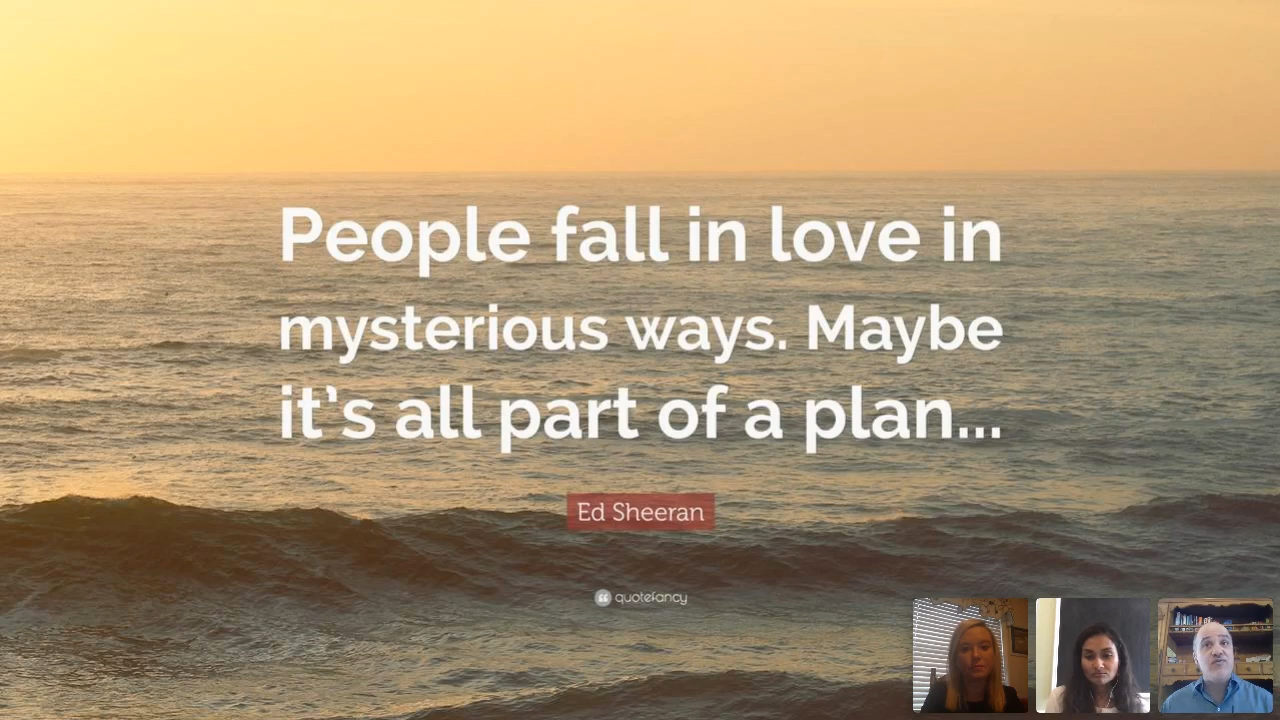 People fall in love in
mysterious ways. Maybe
it's all part of a plan...
Ed Sheeran
quotefancy